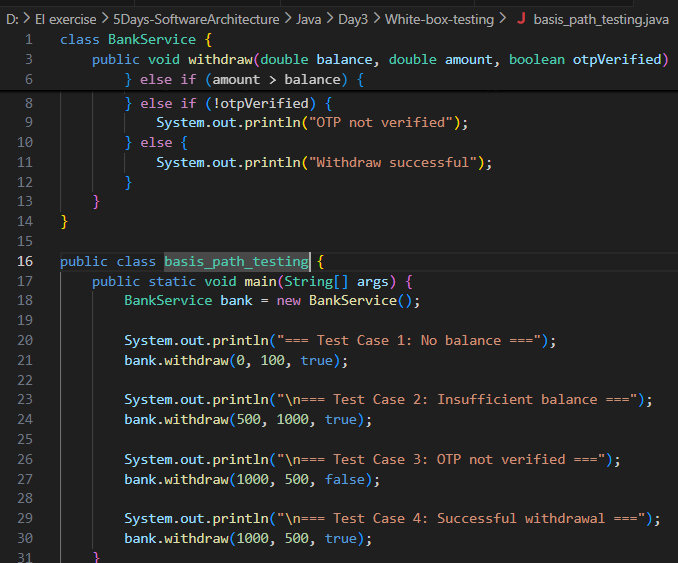 D: > EI exercise > 5Days-SoftwareArchitecture > Java > Day3 > White-box-testing > J basis_path_testing.java
1 class BankService {
3 public void withdraw(double balance, double amount, boolean otpVerified)
6 } else if (amount > balance) {
8 } else if (!otpVerified) {
9 System.out.println("OTP not verified");
10 } else {
11 System.out.println("Withdraw successful");
12 }
13 }
14 }
15
16 public class basis_path_testing {
17 public static void main(String[] args) {
18 BankService bank = new BankService();
19
20 System.out.println("=== Test Case 1: No balance ===");
21 bank.withdraw(0, 100, true);
22
23 System.out.println("\n=== Test Case 2: Insufficient balance ===");
24 bank.withdraw(500, 1000, true);
25
26 System.out.println("\n=== Test Case 3: OTP not verified ===");
27 bank.withdraw(1000, 500, false);
28
29 System.out.println("\n=== Test Case 4: Successful withdrawal ===");
30 bank.withdraw(1000, 500, true);
31 }